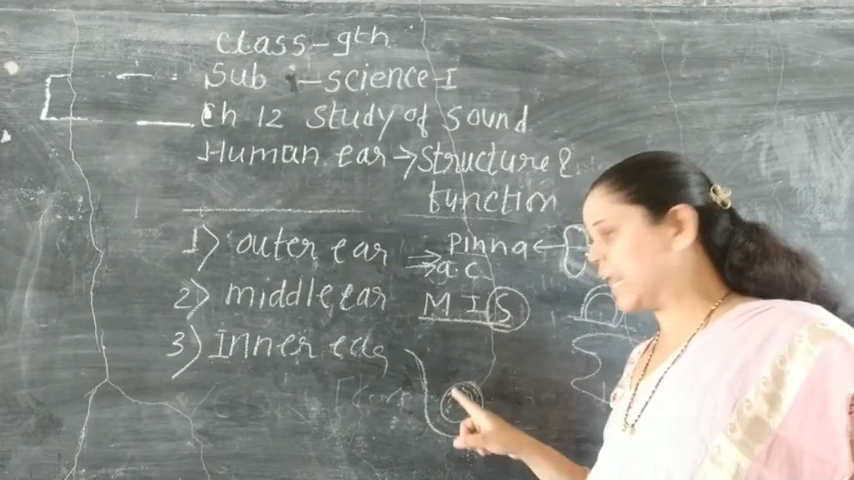 Class-9th
Sub :-science-I
Ch 12 Study of sound
Human ear → Structure &
function
1) outer ear ⇒ Pinna ←
→ a.c.
2) middle ear M I S
3) Inner ear